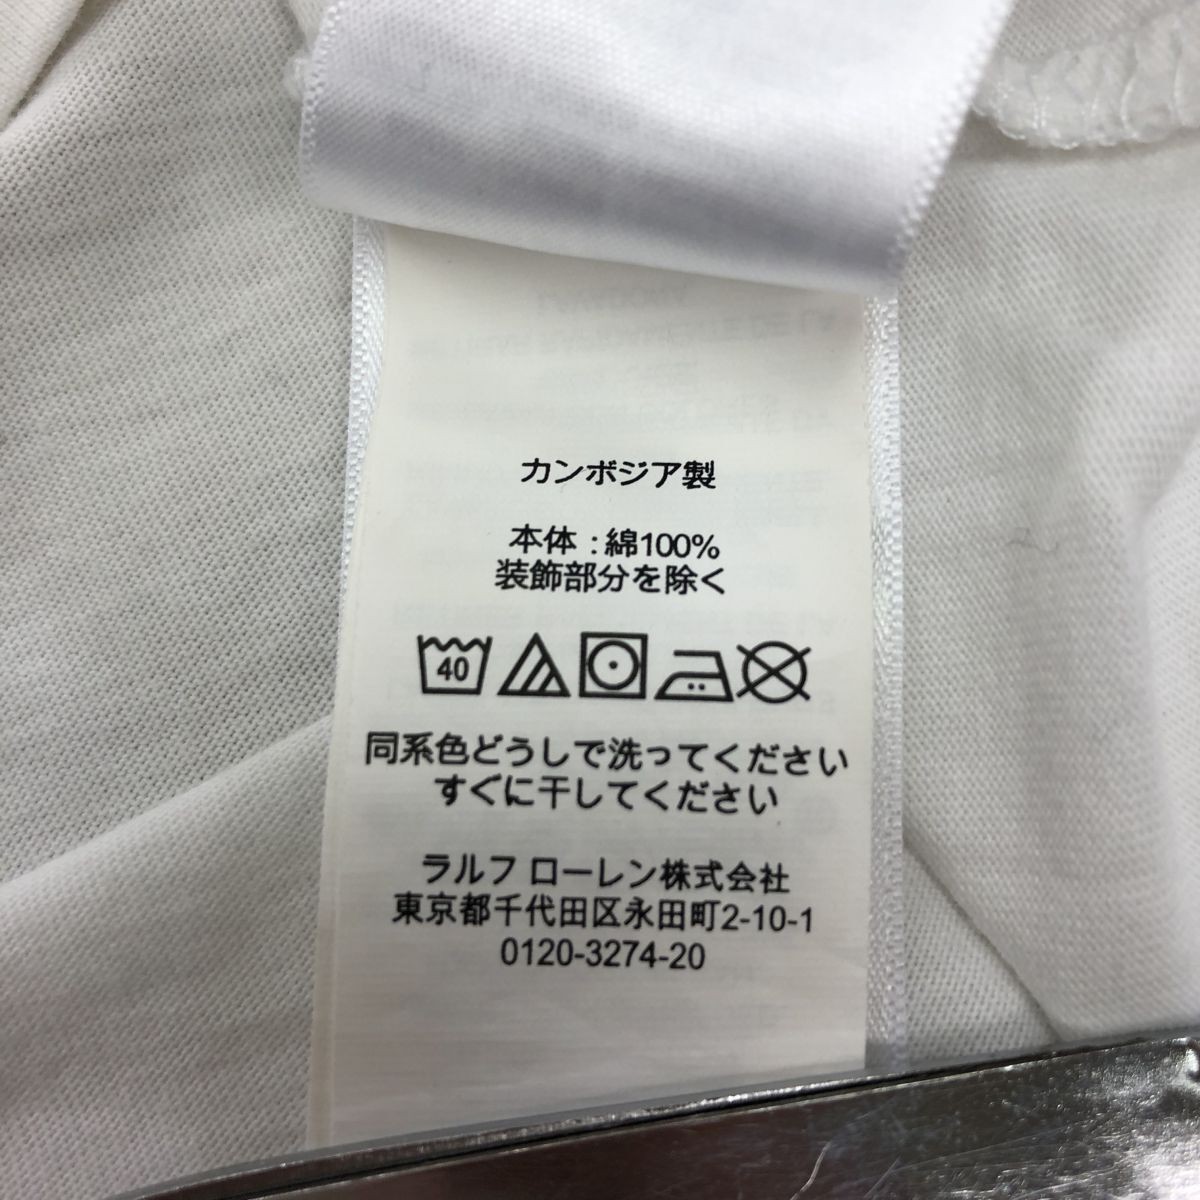 カンボジア製
本体 : 綿100%
装飾部分を除く
40
同系色どうしで洗ってください
すぐに干してください
ラルフ ローレン株式会社
東京都千代田区永田町2-10-1
0120-3274-20